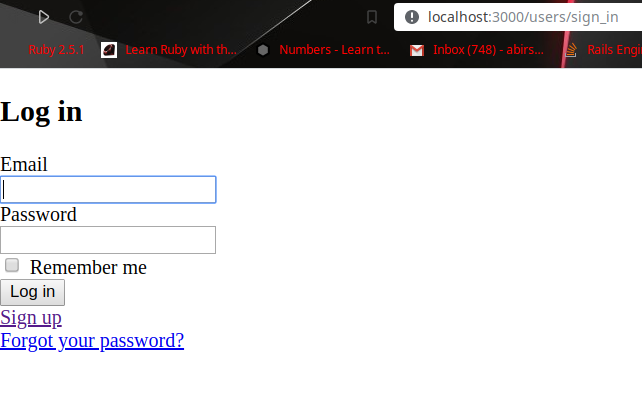 localhost:3000/users/sign_in
Ruby 2.5.1 Learn Ruby with th... Numbers - Learn t... Inbox (748) - abirs... Rails Engi
Log in
Email
Password
Remember me
Log in
Sign up
Forgot your password?